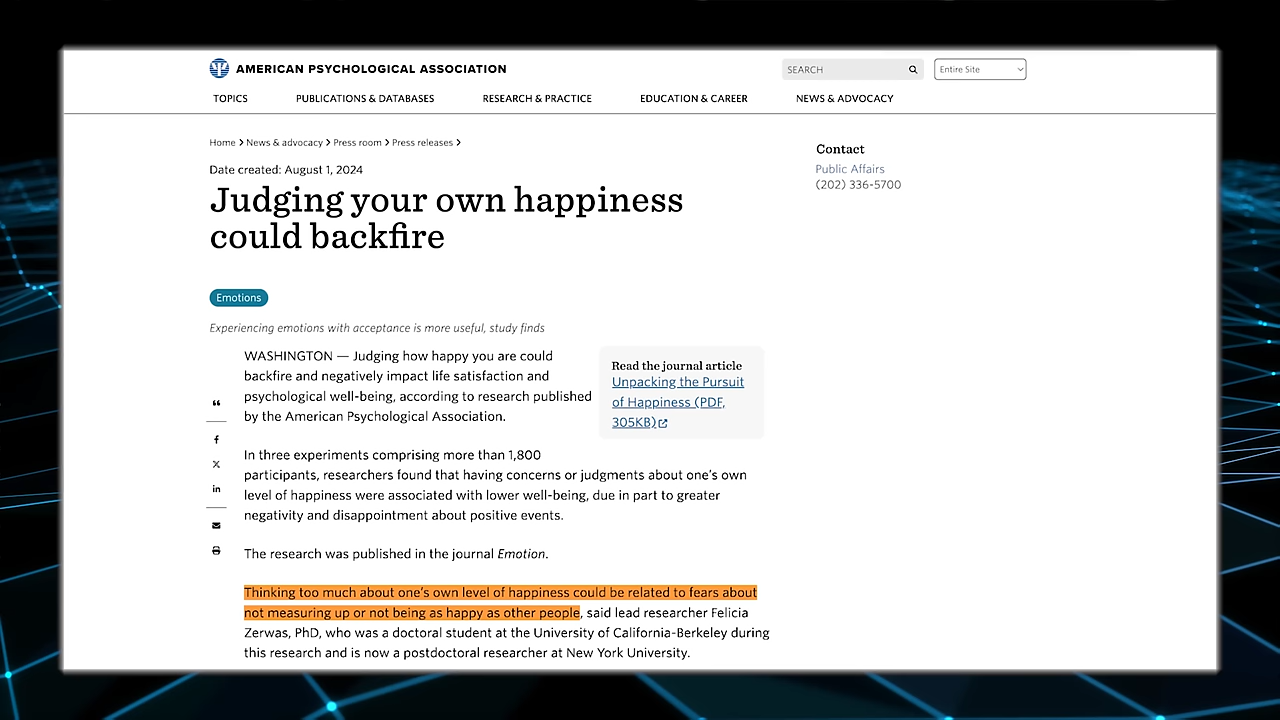 AMERICAN PSYCHOLOGICAL ASSOCIATION
SEARCH
Entire Site
TOPICS
PUBLICATIONS & DATABASES
RESEARCH & PRACTICE
EDUCATION & CAREER
NEWS & ADVOCACY
Home > News & advocacy > Press room > Press releases >
Date created: August 1, 2024
Judging your own happiness
could backfire
Emotions
Experiencing emotions with acceptance is more useful, study finds
WASHINGTON — Judging how happy you are could
backfire and negatively impact life satisfaction and
psychological well-being, according to research published
by the American Psychological Association.
In three experiments comprising more than 1,800
participants, researchers found that having concerns or judgments about one’s own
level of happiness were associated with lower well-being, due in part to greater
negativity and disappointment about positive events.
The research was published in the journal Emotion.
Thinking too much about one’s own level of happiness could be related to fears about
not measuring up or not being as happy as other people, said lead researcher Felicia
Zerwas, PhD, who was a doctoral student at the University of California-Berkeley during
this research and is now a postdoctoral researcher at New York University.
Read the journal article
Unpacking the Pursuit
of Happiness (PDF,
305KB)
Contact
Public Affairs
(202) 336-5700